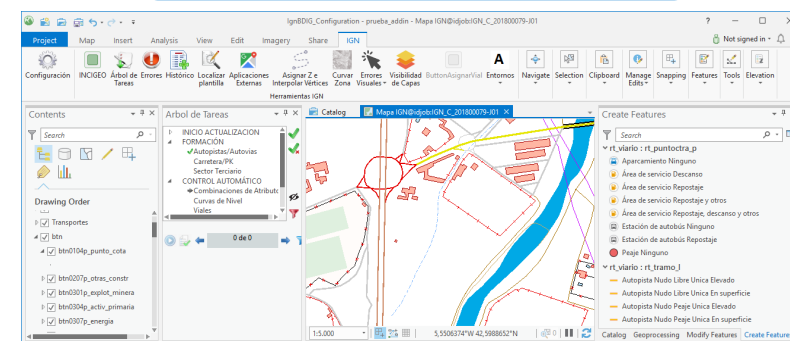 IgnBDIG_Configuration - prueba_addin - Mapa IGN@idjob:IGN_C_201800079-J01
Project Map Insert Analysis View Edit Imagery Share IGN
Not signed in
Configuración INCIGEO Árbol de Tareas Errores Histórico Localizar plantilla Aplicaciones Externas Asignar Z e Interpolar Vértices Curvar Zona Errores Visuales Visibilidad de Capas ButtonAsignarVial Entornos Navigate Selection Clipboard Manage Edits Snapping Features Tools Elevation
Herramientas IGN
Contents
Search
Drawing Order
Transportes
btn
btn0104p_punto_cota
btn0207p_otras_constr
btn0301p_explot_minera
btn0304p_activ_primaria
btn0307p_energia
Arbol de Tareas
INICIO ACTUALIZACION
FORMACIÓN
Autopistas/Autovias
Carretera/PK
Sector Terciario
CONTROL AUTOMÁTICO
Combinaciones de Atributo
Curvas de Nivel
Viales
0 de 0
Catalog
Mapa IGN@idjob:IGN_C_201800079-J01
1:5.000
5,5506374°W 42,5988652°N
0
Create Features
Search
rt_viario : rt_puntoctra_p
Aparcamiento Ninguno
Área de servicio Descanso
Área de servicio Repostaje
Área de servicio Repostaje y otros
Área de servicio Repostaje, descanso y otros
Estación de autobús Ninguno
Estación de autobús Repostaje
Peaje Ninguno
rt_viario : rt_tramo_l
Autopista Nudo Libre Unica Elevado
Autopista Nudo Libre Unica En superficie
Autopista Nudo Peaje Unica Elevado
Autopista Nudo Peaje Unica En superficie
Catalog Geoprocessing Modify Features Create Feature